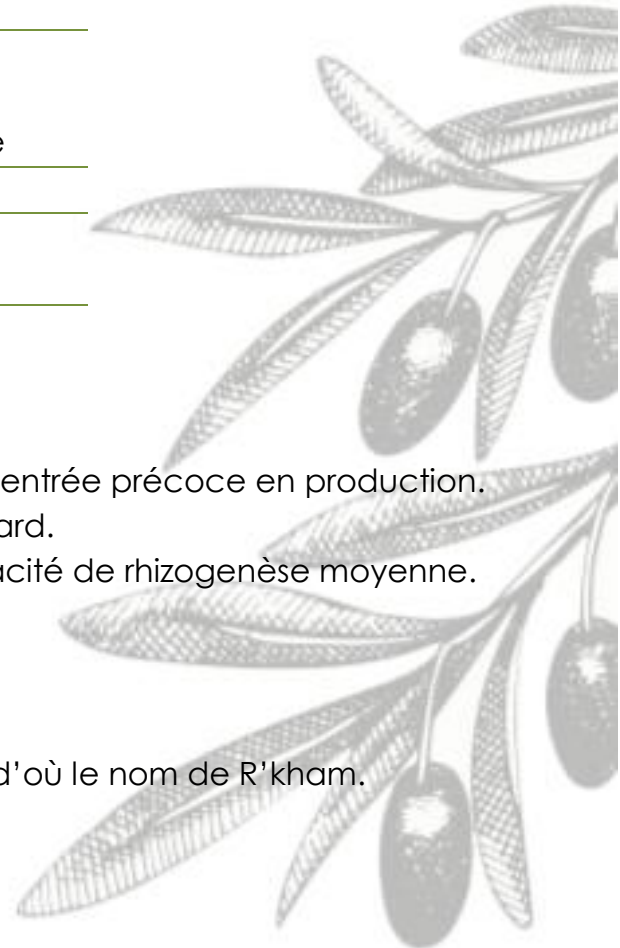 e
entrée précoce en production.
ard.
acité de rhizogenèse moyenne.
d’où le nom de R’kham.